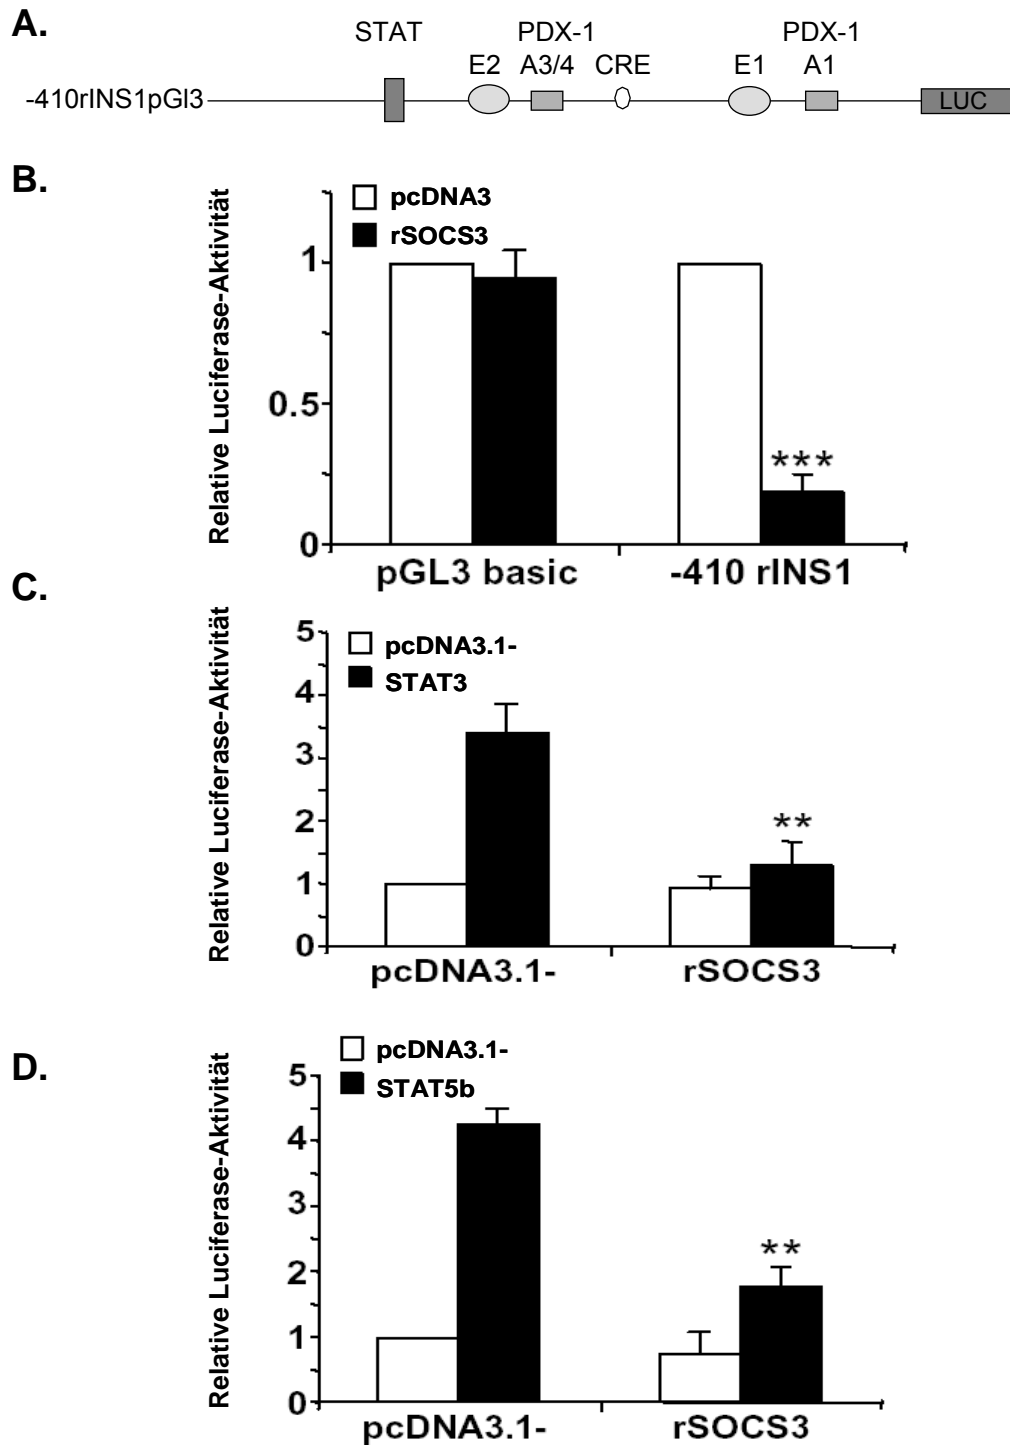 A.
STAT PDX-1 PDX-1
E2 A3/4 CRE E1 A1
-410rINS1pGl3 LUC
B.
Relative Luciferase-Aktivität
pcDNA3
rSOCS3
1
0.5
0
***
pGL3 basic -410 rINS1
C.
Relative Luciferase-Aktivität
pcDNA3.1-
STAT3
5
4
3
2
1
0
**
pcDNA3.1- rSOCS3
D.
Relative Luciferase-Aktivität
pcDNA3.1-
STAT5b
5
4
3
2
1
0
**
pcDNA3.1- rSOCS3